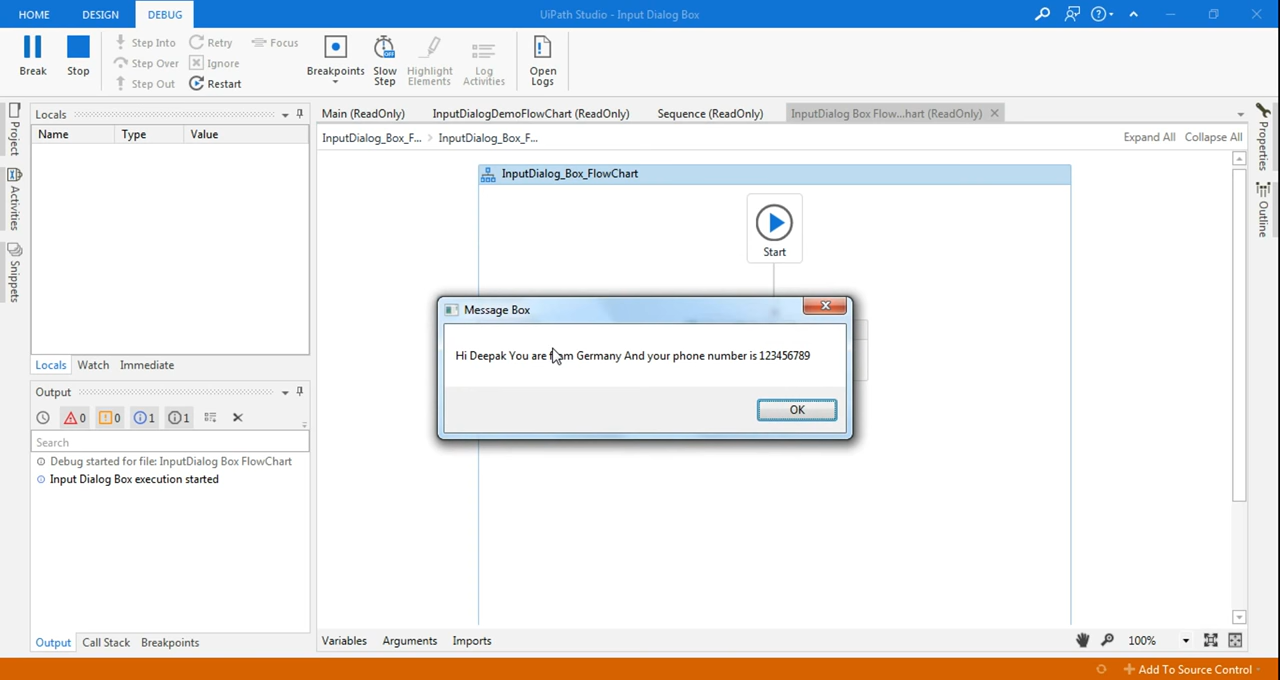 HOME DESIGN DEBUG UiPath Studio - Input Dialog Box
Break Stop Step Into Step Over Step Out Retry Ignore Restart Focus Breakpoints Slow Step Highlight Elements Log Activities Open Logs
Project
Activities
Snippets
Locals
Name Type Value
Locals Watch Immediate
Output
0 0 1 1
Search
Debug started for file: InputDialog Box FlowChart
Input Dialog Box execution started
Output Call Stack Breakpoints
Main (ReadOnly) InputDialogDemoFlowChart (ReadOnly) Sequence (ReadOnly) InputDialog Box Flow...hart (ReadOnly)
InputDialog_Box_F... > InputDialog_Box_F... Expand All Collapse All
InputDialog_Box_FlowChart
Start
Message Box
Hi Deepak You are from Germany And your phone number is 123456789
OK
Variables Arguments Imports 100%
Properties
Outline
Add To Source Control